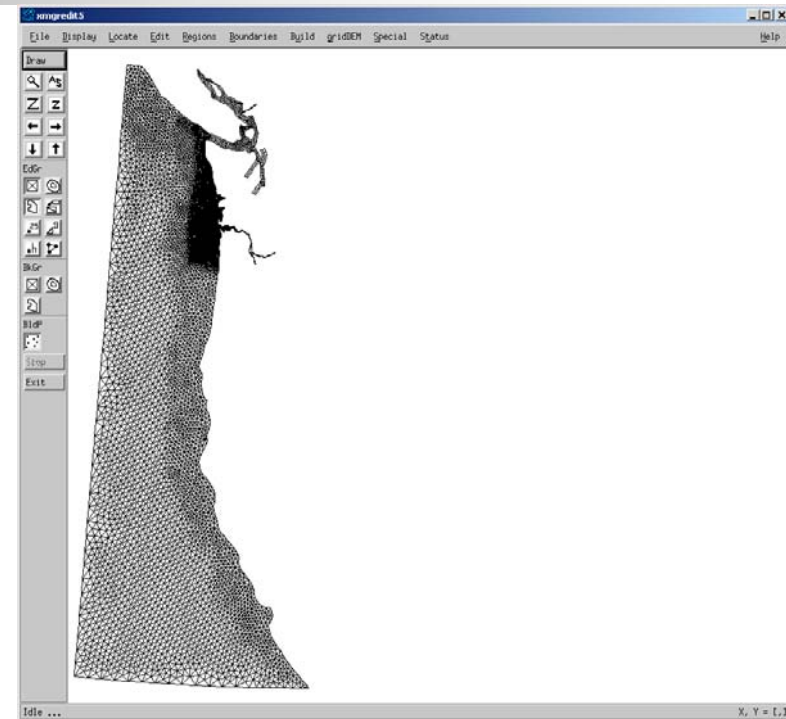 xmgredit5
File Display Locate Edit Regions Boundaries Build gridDEM Special Status Help
Draw
AS
Z Z
EdGr
.h
BkGr
BldP
Stop
Exit
Idle ...
X, Y = [,]